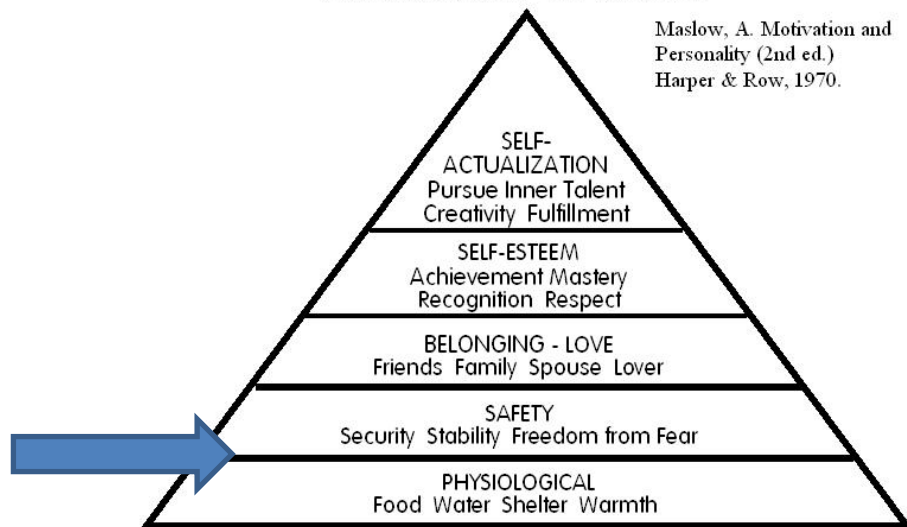 Maslow, A. Motivation and
Personality (2nd ed.)
Harper & Row, 1970.
SELF-
ACTUALIZATION
Pursue Inner Talent
Creativity Fulfillment
SELF-ESTEEM
Achievement Mastery
Recognition Respect
BELONGING - LOVE
Friends Family Spouse Lover
SAFETY
Security Stability Freedom from Fear
PHYSIOLOGICAL
Food Water Shelter Warmth